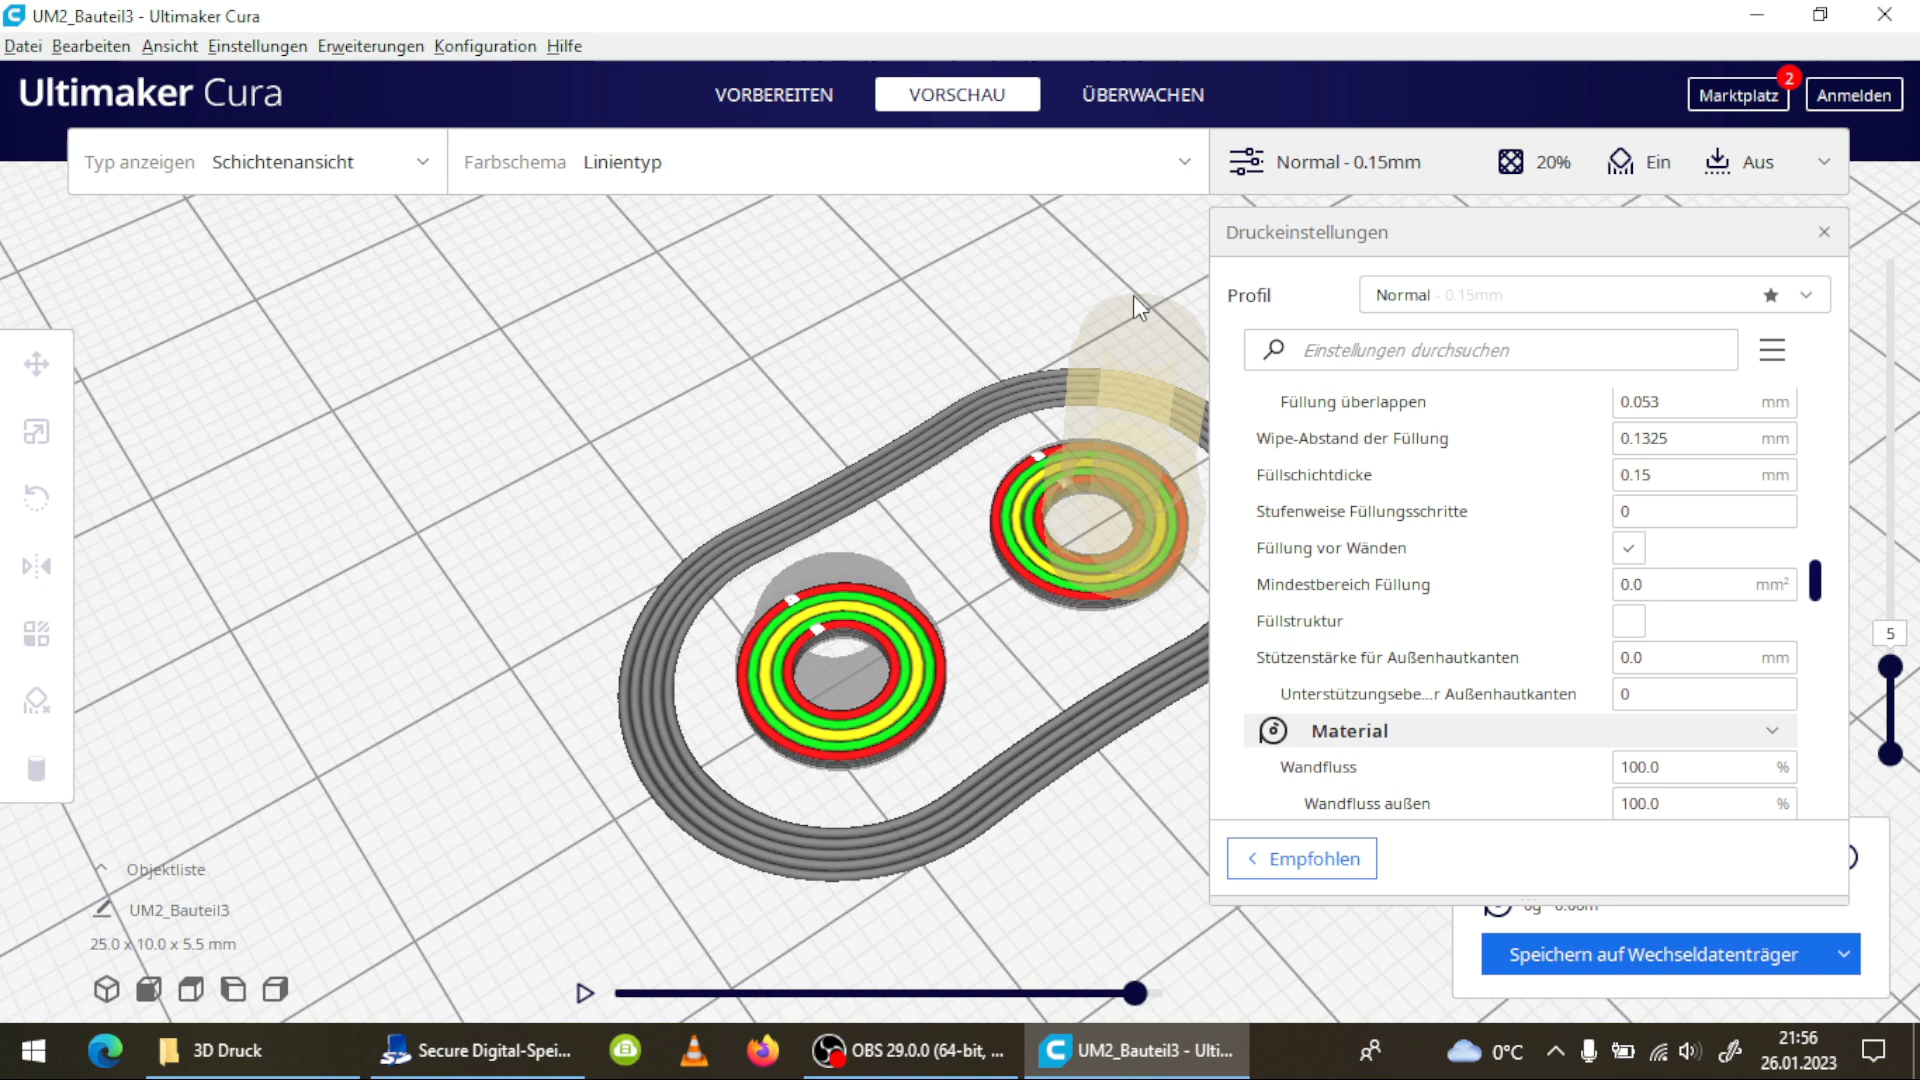 UM2_Bauteil3 - Ultimaker Cura
Datei Bearbeiten Ansicht Einstellungen Erweiterungen Konfiguration Hilfe
Ultimaker Cura
VORBEREITEN
VORSCHAU
ÜBERWACHEN
Marktplatz
2
Anmelden
Typ anzeigen Schichtenansicht
Farbschema Linientyp
Normal - 0.15mm
20%
Ein
Aus
Druckeinstellungen
Profil
Normal - 0.15mm
Einstellungen durchsuchen
Füllung überlappen 0.053 mm
Wipe-Abstand der Füllung 0.1325 mm
Füllschichtdicke 0.15 mm
Stufenweise Füllungsschritte 0
Füllung vor Wänden
Mindestbereich Füllung 0.0 mm²
Füllstruktur
Stützenstärke für Außenhautkanten 0.0 mm
Unterstützungsebe...r Außenhautkanten 0
Material
Wandfluss 100.0 %
Wandfluss außen 100.0 %
Empfohlen
5
Objektliste
UM2_Bauteil3
25.0 x 10.0 x 5.5 mm
Speichern auf Wechseldatenträger
3D Druck
Secure Digital-Spei...
OBS 29.0.0 (64-bit, ...
UM2_Bauteil3 - Ulti...
0°C
21:56
26.01.2023